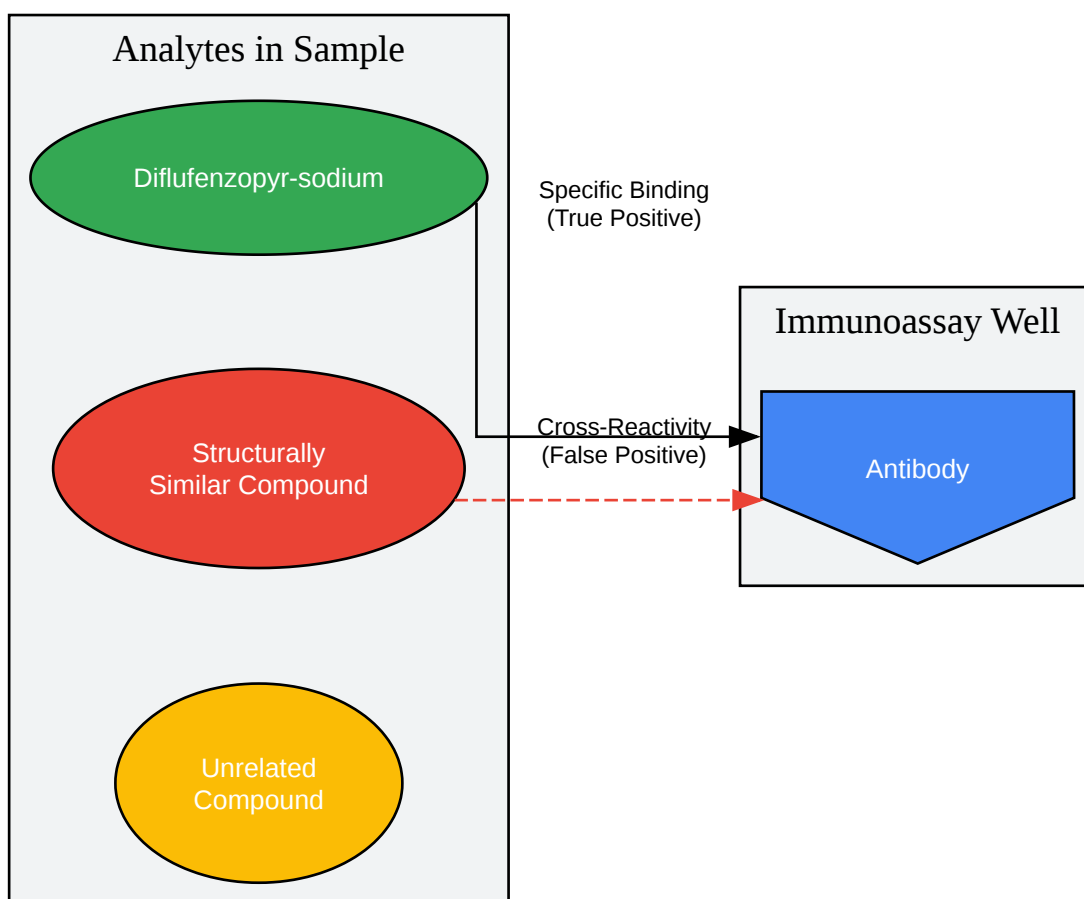 Analytes in Sample
Diflufenzopyr-sodium
Specific Binding
(True Positive)
Immunoassay Well
Cross-Reactivity
(False Positive)
Structurally
Similar Compound
Antibody
Unrelated
Compound